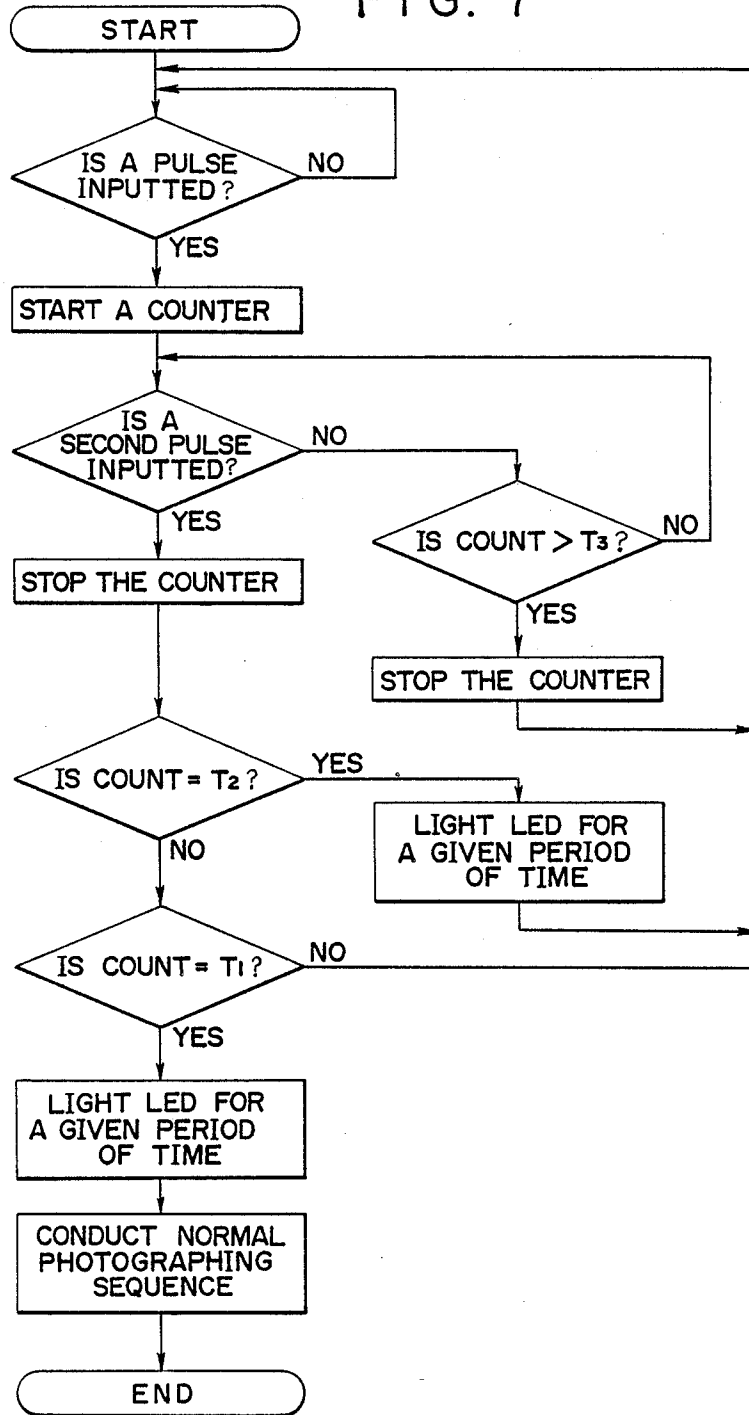 FIG. 7
START
IS A PULSE
INPUTTED?
NO
YES
START A COUNTER
IS A
SECOND PULSE
INPUTTED?
NO
YES
IS COUNT > T3?
NO
YES
STOP THE COUNTER
STOP THE COUNTER
IS COUNT = T2?
YES
NO
LIGHT LED FOR
A GIVEN PERIOD
OF TIME
IS COUNT = T1?
NO
YES
LIGHT LED FOR
A GIVEN PERIOD
OF TIME
CONDUCT NORMAL
PHOTOGRAPHING
SEQUENCE
END